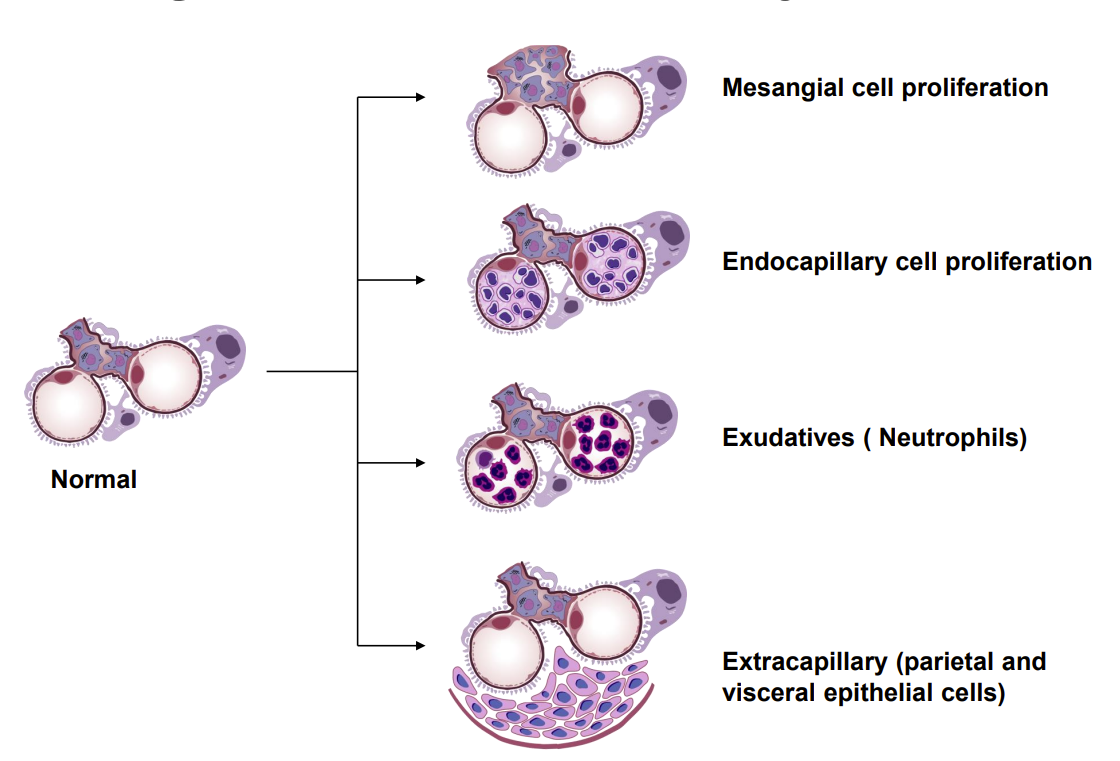 Mesangial cell proliferation
Endocapillary cell proliferation
Normal
Exudatives ( Neutrophils)
Extracapillary (parietal and
visceral epithelial cells)